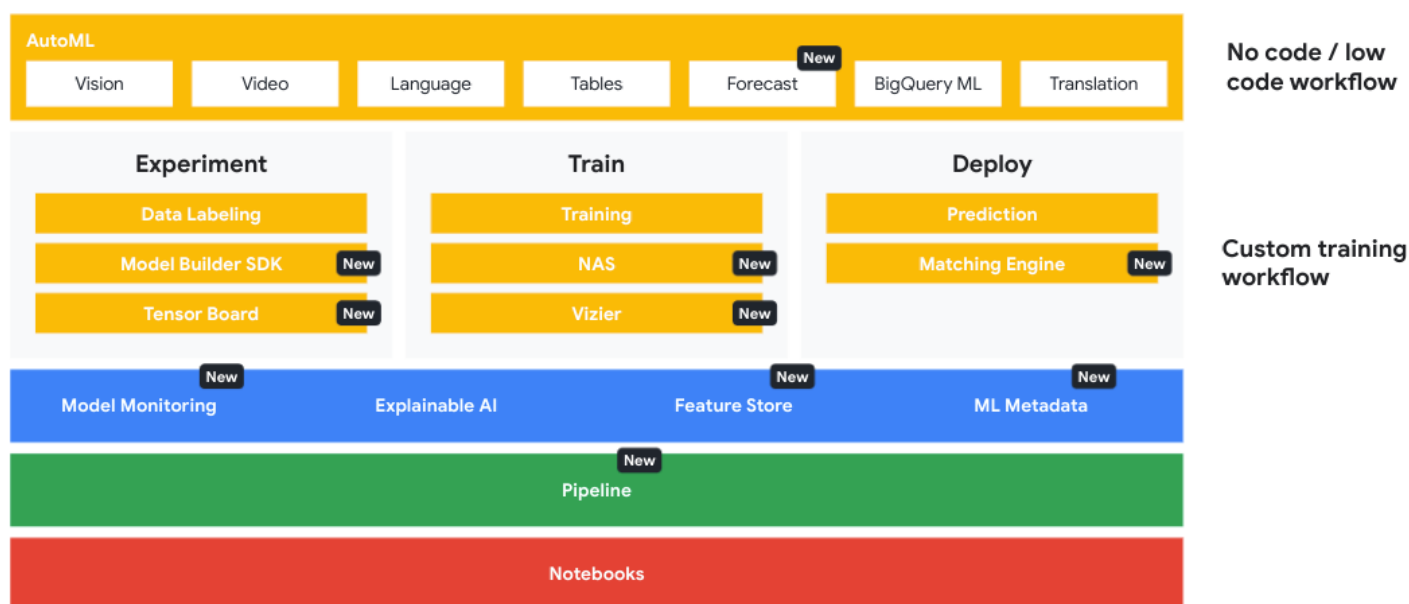 AutoML
New
Vision
Video
Language
Tables
Forecast
BigQuery ML
Translation
No code / low
code workflow
Experiment
Data Labeling
Model Builder SDK
New
Tensor Board
New
Train
Training
NAS
New
Vizier
New
Deploy
Prediction
Matching Engine
New
Custom training
workflow
New
Model Monitoring
Explainable AI
New
Feature Store
New
ML Metadata
New
Pipeline
Notebooks